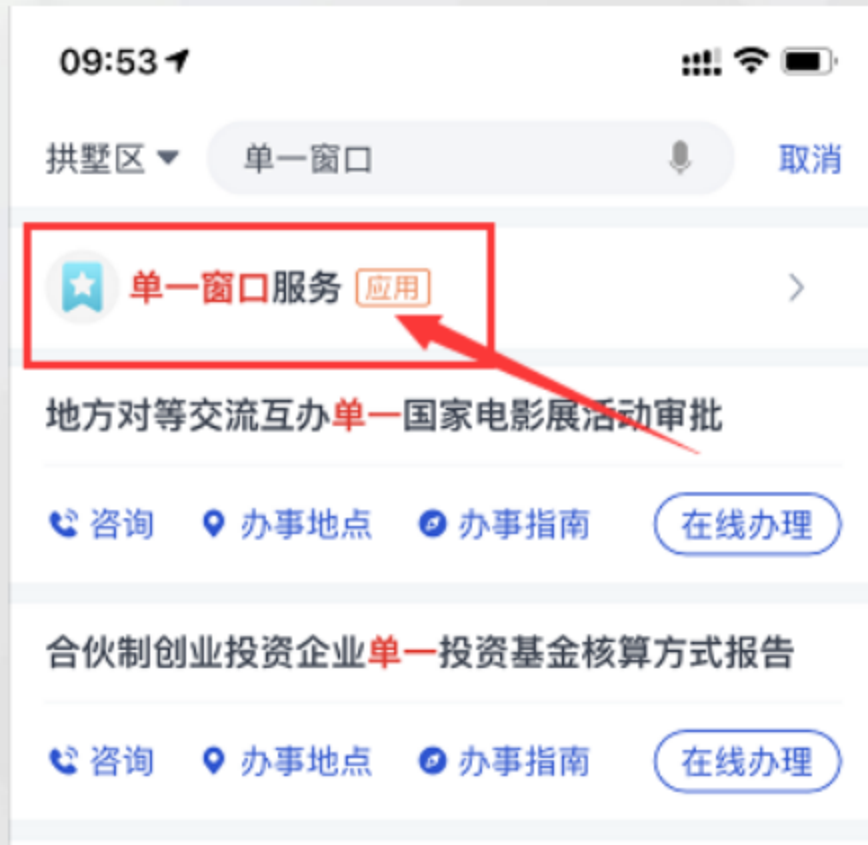 09:53
拱墅区 单一窗口 取消
单一窗口服务 应用
地方对等交流互办单一国家电影展活动审批
咨询 办事地点 办事指南 在线办理
合伙制创业投资企业单一投资基金核算方式报告
咨询 办事地点 办事指南 在线办理